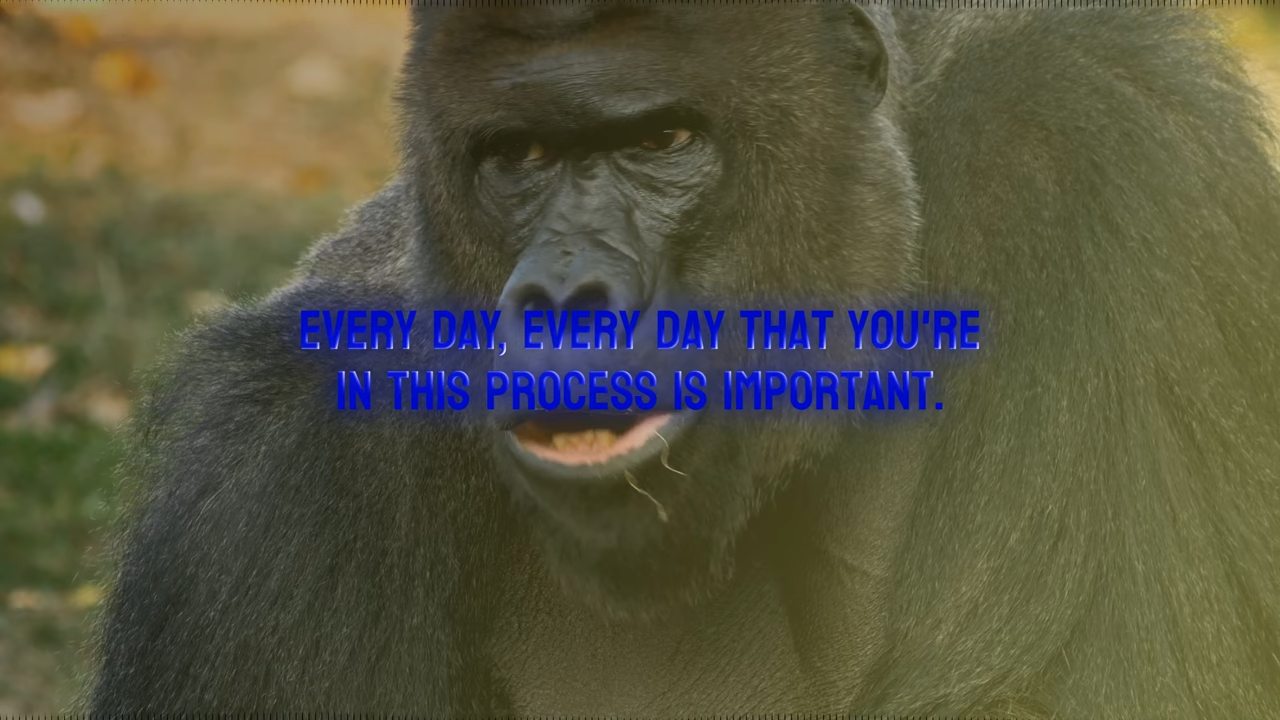 EVERY DAY, EVERY DAY THAT YOU'RE
IN THIS PROCESS IS IMPORTANT.